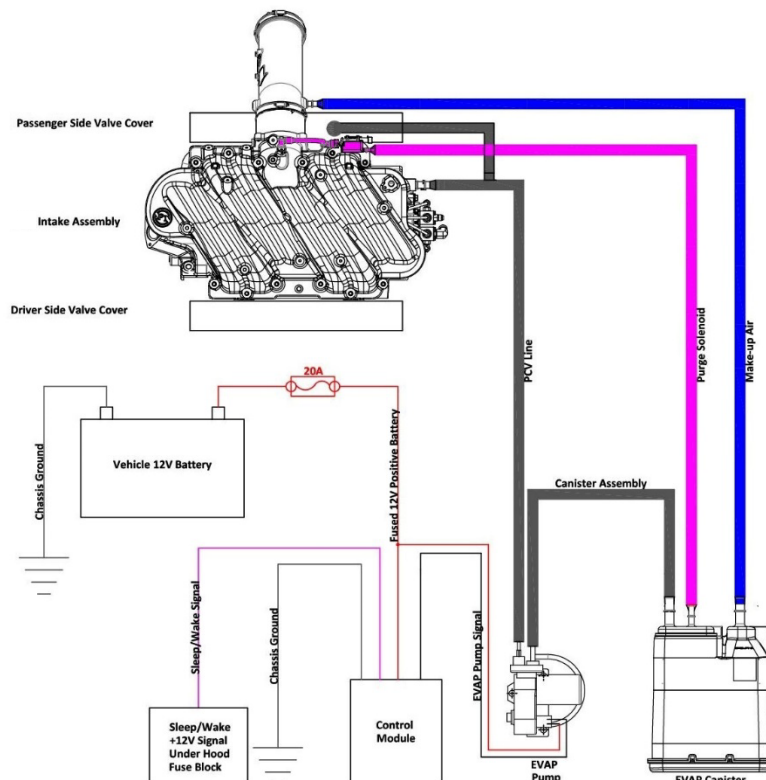 Passenger Side Valve Cover
Intake Assembly
Driver Side Valve Cover
20A
Vehicle 12V Battery
Chassis Ground
Fused 12V Positive Battery
PCV Line
Purge Solenoid
Make-up Air
Canister Assembly
Sleep/Wake Signal
Chassis Ground
EVAP Pump Signal
Sleep/Wake
+12V Signal
Under Hood
Fuse Block
Control
Module
EVAP
Pump
EVAP Canister